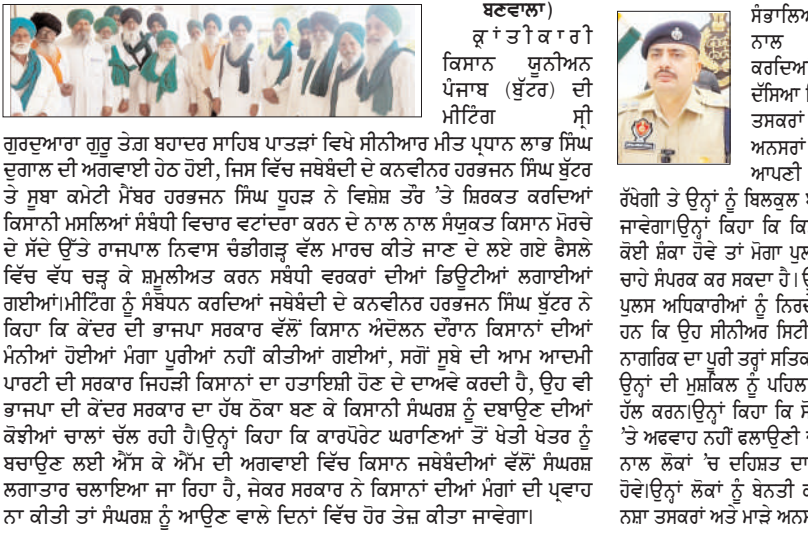 ਬਣਵਾਲਾ)
ਕ੍ਰਾਂਤੀਕਾਰੀ
ਕਿਸਾਨ ਯੂਨੀਅਨ
ਪੰਜਾਬ (ਬੁੱਟਰ) ਦੀ
ਮੀਟਿੰਗ ਸ੍ਰੀ
ਗੁਰਦੁਆਰਾ ਗੁਰੂ ਤੇਗ਼ ਬਹਾਦਰ ਸਾਹਿਬ ਪਾਤੜਾਂ ਵਿਖੇ ਸੀਨੀਆਰ ਮੀਤ ਪ੍ਰਧਾਨ ਲਾਭ ਸਿੰਘ
ਦੁਗਾਲ ਦੀ ਅਗਵਾਈ ਹੇਠ ਹੋਈ, ਜਿਸ ਵਿੱਚ ਜਥੇਬੰਦੀ ਦੇ ਕਨਵੀਨਰ ਹਰਭਜਨ ਸਿੰਘ ਬੁੱਟਰ
ਤੇ ਸੂਬਾ ਕਮੇਟੀ ਮੈਂਬਰ ਹਰਭਜਨ ਸਿੰਘ ਧੂਹੜ ਨੇ ਵਿਸ਼ੇਸ਼ ਤੌਰ ’ਤੇ ਸ਼ਿਰਕਤ ਕਰਦਿਆਂ
ਕਿਸਾਨੀ ਮਸਲਿਆਂ ਸੰਬੰਧੀ ਵਿਚਾਰ ਵਟਾਂਦਰਾ ਕਰਨ ਦੇ ਨਾਲ ਨਾਲ ਸੰਯੁਕਤ ਕਿਸਾਨ ਮੋਰਚੇ
ਦੇ ਸੱਦੇ ਉੱਤੇ ਰਾਜਪਾਲ ਨਿਵਾਸ ਚੰਡੀਗੜ੍ਹ ਵੱਲ ਮਾਰਚ ਕੀਤੇ ਜਾਣ ਦੇ ਲਏ ਗਏ ਫੈਸਲੇ
ਵਿੱਚ ਵੱਧ ਚੜ੍ਹ ਕੇ ਸ਼ਮੂਲੀਅਤ ਕਰਨ ਸਬੰਧੀ ਵਰਕਰਾਂ ਦੀਆਂ ਡਿਊਟੀਆਂ ਲਗਾਈਆਂ
ਗਈਆਂ।ਮੀਟਿੰਗ ਨੂੰ ਸੰਬੋਧਨ ਕਰਦਿਆਂ ਜਥੇਬੰਦੀ ਦੇ ਕਨਵੀਨਰ ਹਰਭਜਨ ਸਿੰਘ ਬੁੱਟਰ ਨੇ
ਕਿਹਾ ਕਿ ਕੇਂਦਰ ਦੀ ਭਾਜਪਾ ਸਰਕਾਰ ਵੱਲੋਂ ਕਿਸਾਨ ਅੰਦੋਲਨ ਦੌਰਾਨ ਕਿਸਾਨਾਂ ਦੀਆਂ
ਮੰਨੀਆਂ ਹੋਈਆਂ ਮੰਗਾ ਪੂਰੀਆਂ ਨਹੀਂ ਕੀਤੀਆਂ ਗਈਆਂ, ਸਗੋਂ ਸੂਬੇ ਦੀ ਆਮ ਆਦਮੀ
ਪਾਰਟੀ ਦੀ ਸਰਕਾਰ ਜਿਹੜੀ ਕਿਸਾਨਾਂ ਦਾ ਹਤਾਇਸ਼ੀ ਹੋਣ ਦੇ ਦਾਅਵੇ ਕਰਦੀ ਹੈ, ਉਹ ਵੀ
ਭਾਜਪਾ ਦੀ ਕੇਂਦਰ ਸਰਕਾਰ ਦਾ ਹੱਥ ਠੋਕਾ ਬਣ ਕੇ ਕਿਸਾਨੀ ਸੰਘਰਸ਼ ਨੂੰ ਦਬਾਉਣ ਦੀਆਂ
ਕੋਝੀਆਂ ਚਾਲਾਂ ਚੱਲ ਰਹੀ ਹੈ।ਉਨ੍ਹਾਂ ਕਿਹਾ ਕਿ ਕਾਰਪੋਰੇਟ ਘਰਾਣਿਆਂ ਤੋਂ ਖੇਤੀ ਖੇਤਰ ਨੂੰ
ਬਚਾਉਣ ਲਈ ਐੱਸ ਕੇ ਐੱਮ ਦੀ ਅਗਵਾਈ ਵਿੱਚ ਕਿਸਾਨ ਜਥੇਬੰਦੀਆਂ ਵੱਲੋਂ ਸੰਘਰਸ਼
ਲਗਾਤਾਰ ਚਲਾਇਆ ਜਾ ਰਿਹਾ ਹੈ, ਜੇਕਰ ਸਰਕਾਰ ਨੇ ਕਿਸਾਨਾਂ ਦੀਆਂ ਮੰਗਾਂ ਦੀ ਪ੍ਰਵਾਹ
ਨਾ ਕੀਤੀ ਤਾਂ ਸੰਘਰਸ਼ ਨੂੰ ਆਉਣ ਵਾਲੇ ਦਿਨਾਂ ਵਿੱਚ ਹੋਰ ਤੇਜ਼ ਕੀਤਾ ਜਾਵੇਗਾ।
ਨਾਲ
ਦੱਸਿਆ
ਤਸਕਰਾਂ
ਅਨਸਰਾਂ
ਆਪਣੀ
ਰੱਖੇਗੀ ਤੇ ਉਨ੍ਹਾਂ ਨੂੰ ਬਿਲਕੁਲ
ਜਾਵੇਗਾ।ਉਨ੍ਹਾਂ ਕਿਹਾ ਕਿ
ਕੋਈ ਸ਼ੰਕਾ ਹੋਵੇ ਤਾਂ ਮੋਗਾ
ਚਾਹੇ ਸੰਪਰਕ ਕਰ ਸਕਦਾ ਹੈ।
ਪੁਲਸ ਅਧਿਕਾਰੀਆਂ ਨੂੰ
ਹਨ ਕਿ ਉਹ ਸੀਨੀਅਰ
ਨਾਗਰਿਕ ਦਾ ਪੂਰੀ ਤਰ੍ਹਾਂ
ਉਨ੍ਹਾਂ ਦੀ ਮੁਸ਼ਕਿਲ ਨੂੰ ਪਹਿਲ
ਹੱਲ ਕਰਨ।ਉਨ੍ਹਾਂ ਕਿਹਾ ਕਿ
’ਤੇ ਅਫਵਾਹ ਨਹੀਂ ਫਲਾਉਣੀ
ਨਾਲ ਲੋਕਾਂ ’ਚ ਦਹਿਸ਼ਤ ਦਾ
ਹੋਵੇ।ਉਨ੍ਹਾਂ ਲੋਕਾਂ ਨੂੰ ਬੇਨਤੀ
ਨਸ਼ਾ ਤਸਕਰਾਂ ਅਤੇ ਮਾੜੇ